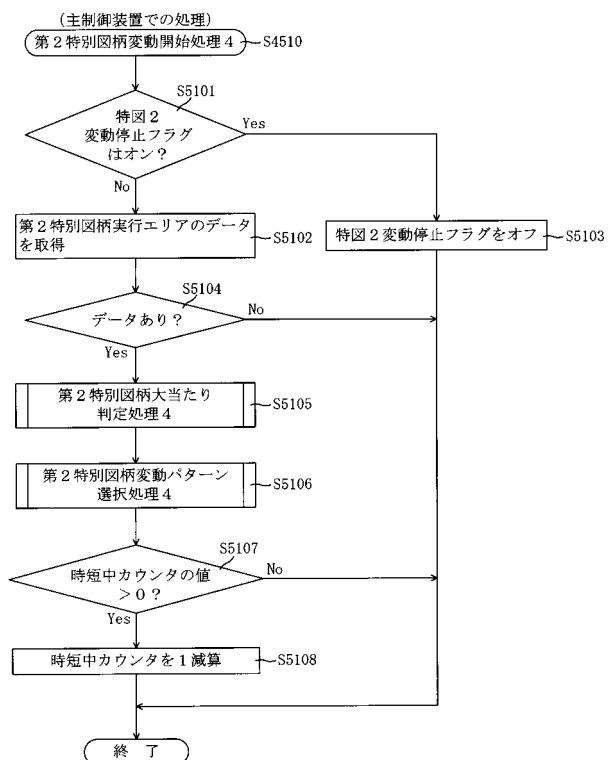 (主制御装置での処理)
第２特別図柄変動開始処理４
S4510
S5101
特図２
変動停止フラグ
はオン？
Yes
No
第２特別図柄実行エリアのデータ
を取得
S5102
特図２変動停止フラグをオフ
S5103
S5104
データあり？
No
Yes
第２特別図柄大当たり
判定処理４
S5105
第２特別図柄変動パターン
選択処理４
S5106
S5107
時短中カウンタの値
＞０？
No
Yes
時短中カウンタを１減算
S5108
終 了